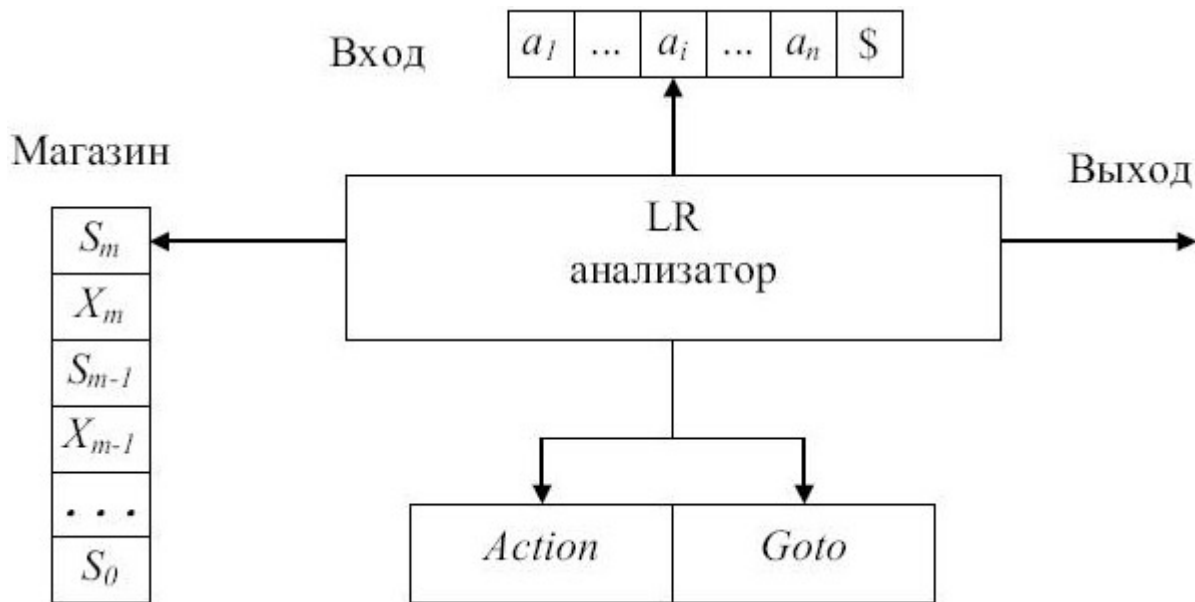 Вход
a1 ... ai ... an $
Магазин
Выход
LR
анализатор
Sm
Xm
Sm-1
Xm-1
...
S0
Action Goto